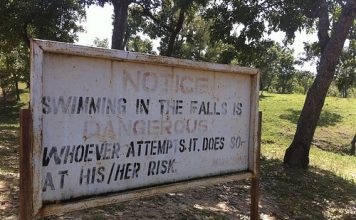 NOTICE
SWIMMING IN THE FALLS IS
DANGEROUS
WHOEVER ATTEMPTS IT. DOES SO-
AT HIS/HER RISK.